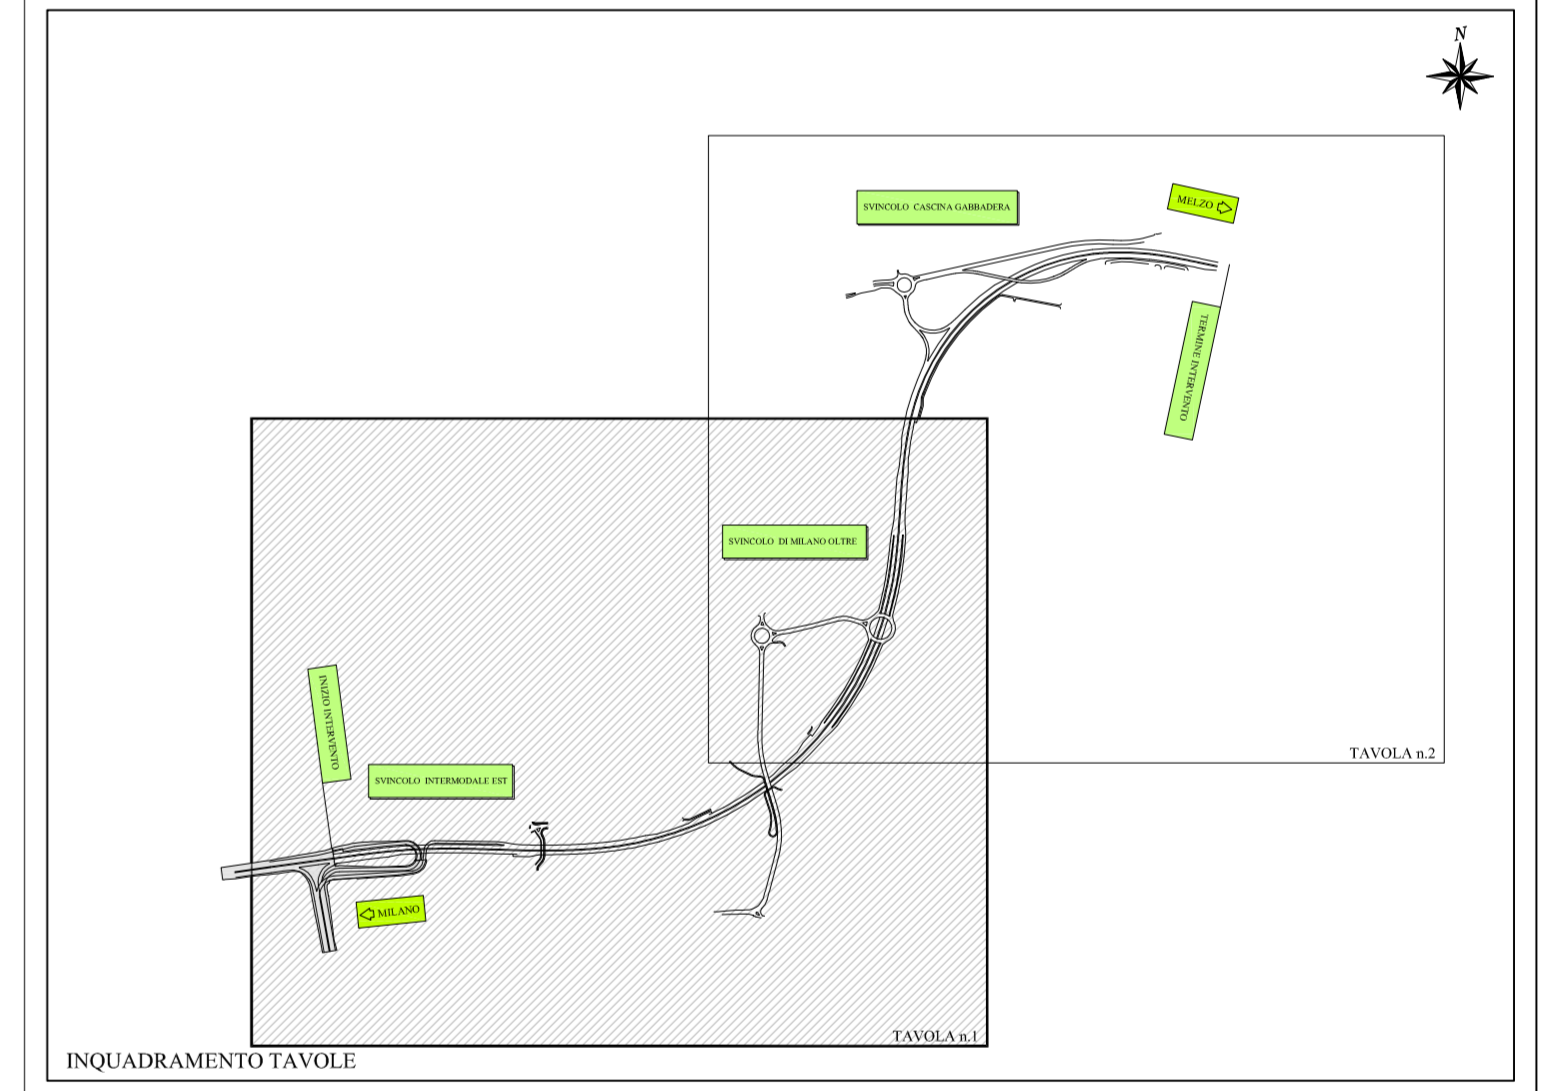 N
MELZO
SVINCOLO CASCINA GABBADERA
TERMINE INTERVENTO
SVINCOLO DI MILANO OLTRE
INIZIO INTERVENTO
TAVOLA n.2
SVINCOLO INTERMODALE EST
MILANO
TAVOLA n.1
INQUADRAMENTO TAVOLE